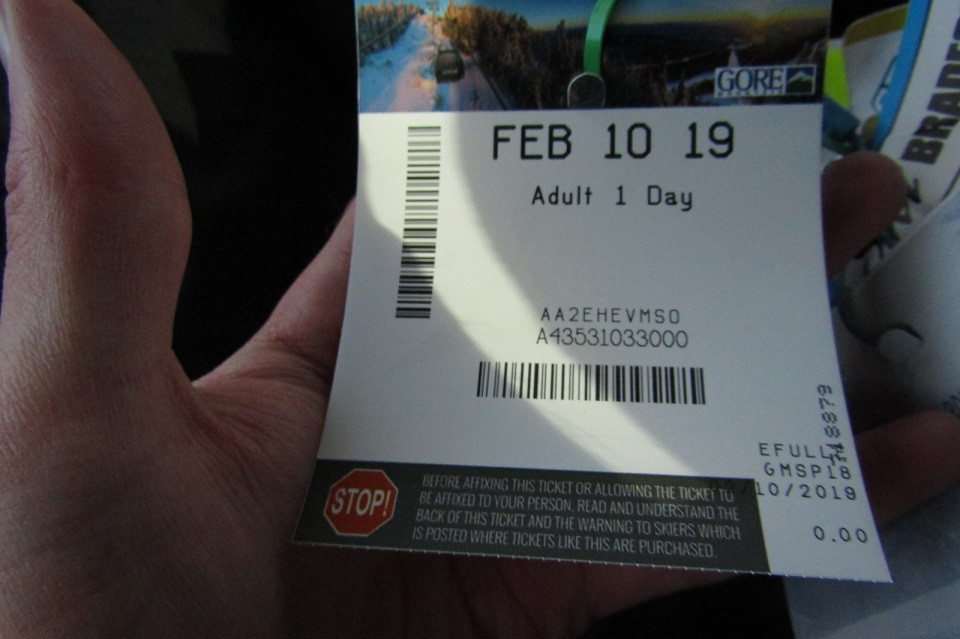 GORE
FEB 10 19
Adult 1 Day
AA2EHEVMSO
A43531033000
EFULL
GMSP18
10/2019
0.00
STOP!
BEFORE AFFIXING THIS TICKET OR ALLOWING THE TICKET TO
BE AFFIXED TO YOUR PERSON, READ AND UNDERSTAND THE
BACK OF THIS TICKET AND THE WARNING TO SKIERS WHICH
IS POSTED WHERE TICKETS LIKE THIS ARE PURCHASED.